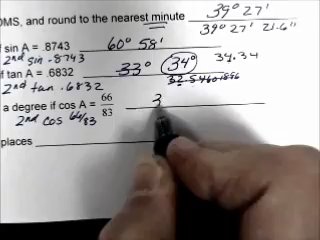 DMS, and round to the nearest minute 39° 27'
39° 27' 21.6"
f sin A = .8743 60° 58'
2nd sin .8743
f tan A = .6832 33° 34° 34.34
2nd tan .6832
a degree if cos A = 66/83 3
2nd cos 66/83
places